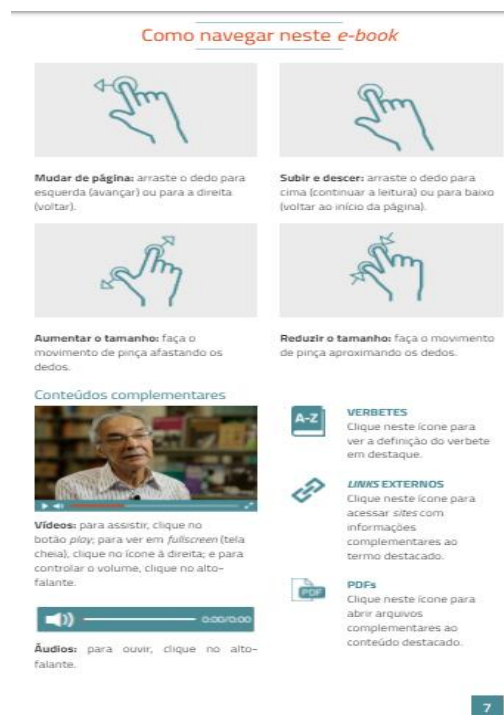 Como navegar neste e-book
Mudar de página: arraste o dedo para
esquerda (avançar) ou para a direita
(voltar).
Subir e descer: arraste o dedo para
cima (continuar a leitura) ou para baixo
(voltar ao início da página).
Aumentar o tamanho: faça o
movimento de pinça afastando os
dedos.
Reduzir o tamanho: faça o movimento
de pinça aproximando os dedos.
Conteúdos complementares
Vídeos: para assistir, clique no
botão play; para ver em fullscreen (tela
cheia), clique no ícone à direita; e para
controlar o volume, clique no alto-
falante.
0:00/0:00
Áudios: para ouvir, clique no alto-
falante.
A-Z
VERBETES
Clique neste ícone para
ver a definição do verbete
em destaque.
LINKS EXTERNOS
Clique neste ícone para
acessar sites com
informações
complementares ao
termo destacado.
PDF
PDFs
Clique neste ícone para
abrir arquivos
complementares ao
conteúdo destacado.
7